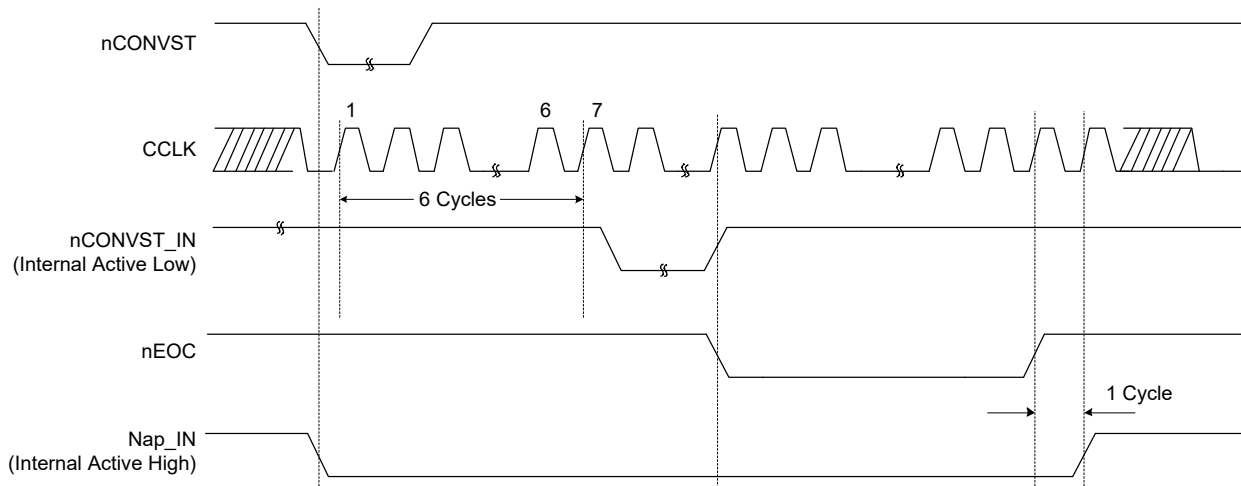 nCONVST
1
6
7
CCLK
6 Cycles
nCONVST_IN
(Internal Active Low)
nEOC
1 Cycle
Nap_IN
(Internal Active High)